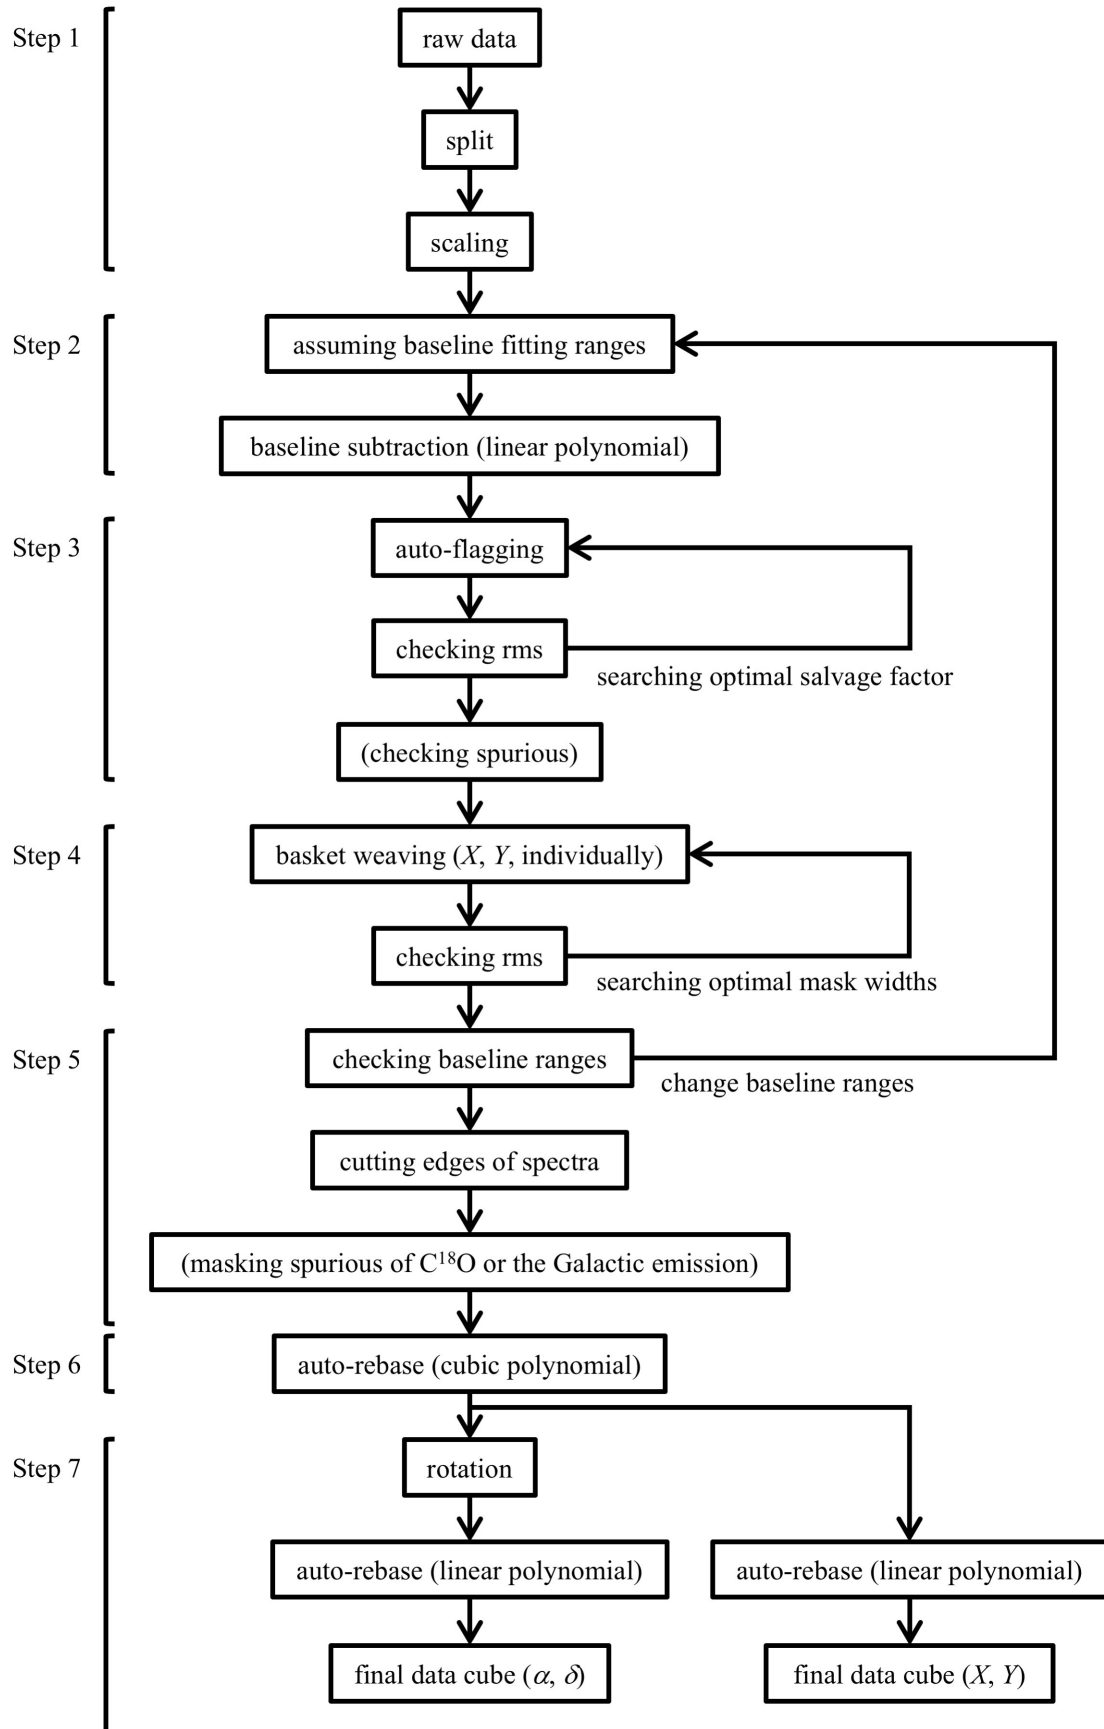 Step 1
raw data
split
scaling
Step 2
assuming baseline fitting ranges
baseline subtraction (linear polynomial)
Step 3
auto-flagging
checking rms
searching optimal salvage factor
(checking spurious)
Step 4
basket weaving (X, Y, individually)
checking rms
searching optimal mask widths
Step 5
checking baseline ranges
change baseline ranges
cutting edges of spectra
(masking spurious of C¹⁸O or the Galactic emission)
Step 6
auto-rebase (cubic polynomial)
Step 7
rotation
auto-rebase (linear polynomial)
auto-rebase (linear polynomial)
final data cube (α, δ)
final data cube (X, Y)